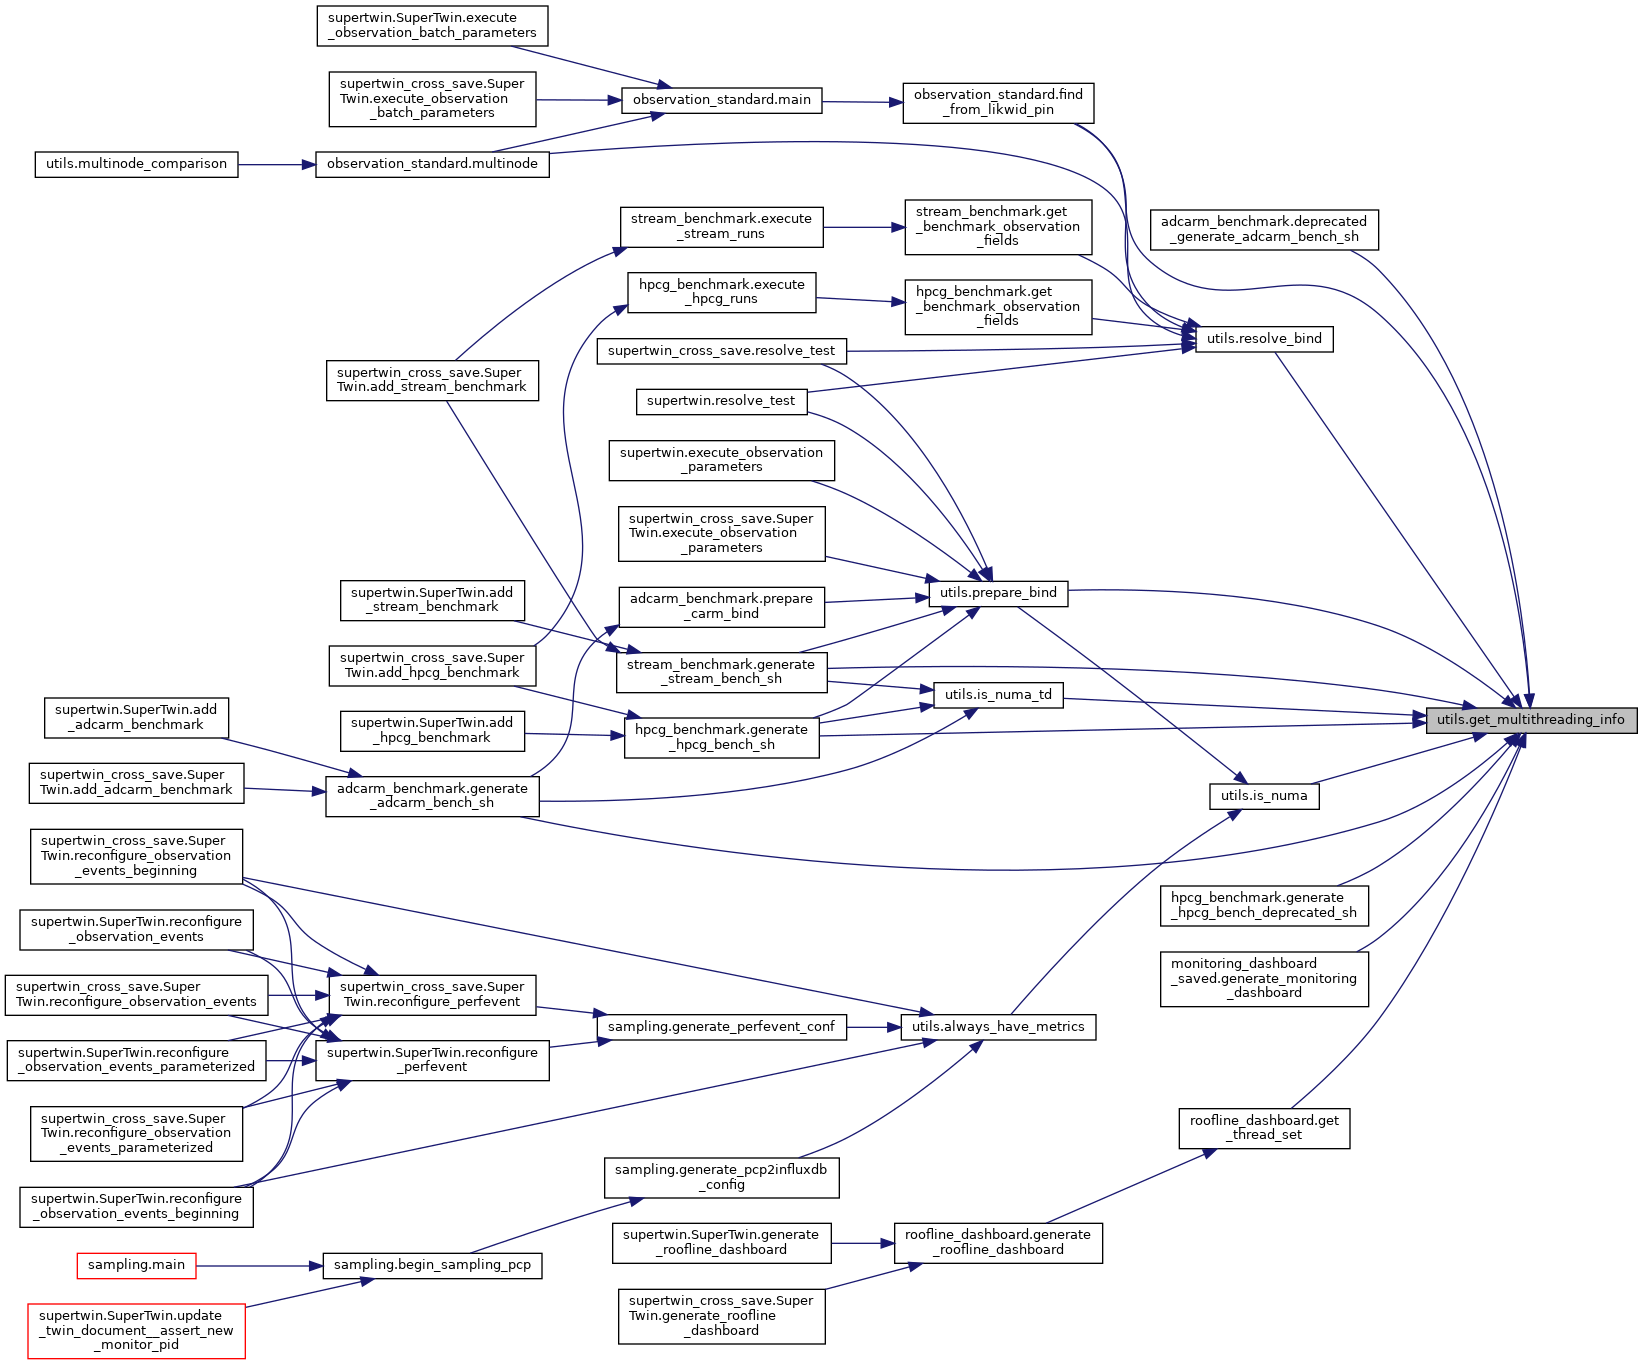 supertwin.SuperTwin.execute
_observation_batch_parameters
supertwin_cross_save.Super
Twin.execute_observation
_batch_parameters
observation_standard.main
observation_standard.find
_from_likwid_pin
utils.multinode_comparison
observation_standard.multinode
stream_benchmark.execute
_stream_runs
stream_benchmark.get
_benchmark_observation
_fields
adcarm_benchmark.deprecated
_generate_adcarm_bench_sh
hpcg_benchmark.execute
_hpcg_runs
hpcg_benchmark.get
_benchmark_observation
_fields
utils.resolve_bind
supertwin_cross_save.resolve_test
supertwin_cross_save.Super
Twin.add_stream_benchmark
supertwin.resolve_test
supertwin.execute_observation
_parameters
supertwin_cross_save.Super
Twin.execute_observation
_parameters
supertwin.SuperTwin.add
_stream_benchmark
adcarm_benchmark.prepare
_carm_bind
utils.prepare_bind
supertwin_cross_save.Super
Twin.add_hpcg_benchmark
stream_benchmark.generate
_stream_bench_sh
utils.is_numa_td
supertwin.SuperTwin.add
_adcarm_benchmark
supertwin.SuperTwin.add
_hpcg_benchmark
hpcg_benchmark.generate
_hpcg_bench_sh
utils.get_multithreading_info
supertwin_cross_save.Super
Twin.add_adcarm_benchmark
adcarm_benchmark.generate
_adcarm_bench_sh
utils.is_numa
supertwin_cross_save.Super
Twin.reconfigure_observation
_events_beginning
hpcg_benchmark.generate
_hpcg_bench_deprecated_sh
supertwin.SuperTwin.reconfigure
_observation_events
monitoring_dashboard
_saved.generate_monitoring
_dashboard
supertwin_cross_save.Super
Twin.reconfigure_observation_events
supertwin_cross_save.Super
Twin.reconfigure_perfevent
sampling.generate_perfevent_conf
utils.always_have_metrics
supertwin.SuperTwin.reconfigure
_observation_events_parameterized
supertwin.SuperTwin.reconfigure
_perfevent
supertwin_cross_save.Super
Twin.reconfigure_observation
_events_parameterized
roofline_dashboard.get
_thread_set
sampling.generate_pcp2influxdb
_config
supertwin.SuperTwin.reconfigure
_observation_events_beginning
supertwin.SuperTwin.generate
_roofline_dashboard
roofline_dashboard.generate
_roofline_dashboard
sampling.main
sampling.begin_sampling_pcp
supertwin_cross_save.Super
Twin.generate_roofline
_dashboard
supertwin.SuperTwin.update
_twin_document__assert_new
_monitor_pid